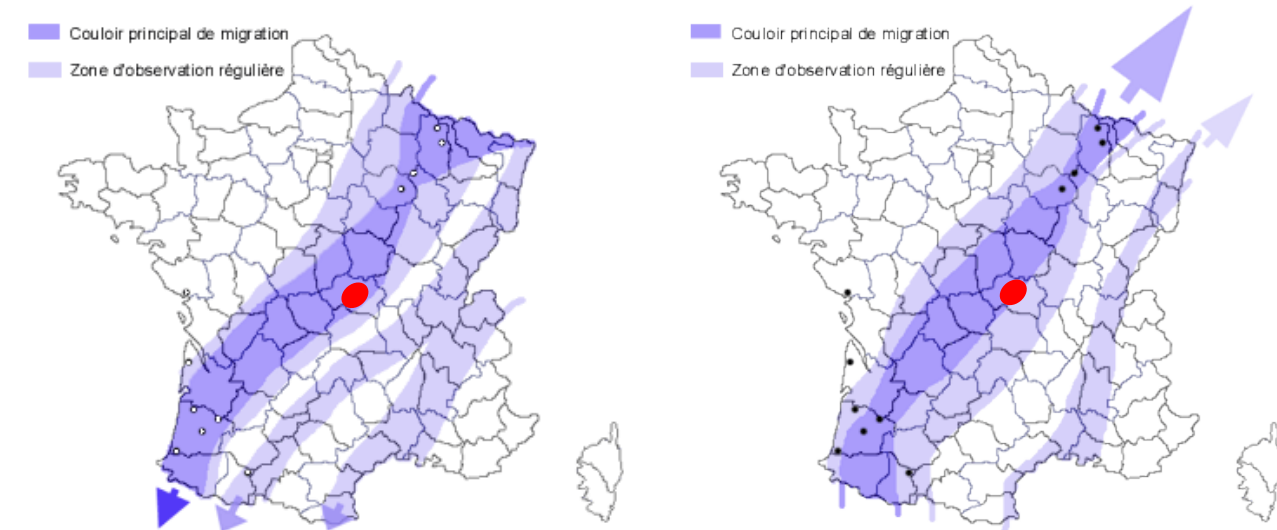 Couloir principal de migration
Zone d'observation régulière
Couloir principal de migration
Zone d'observation régulière